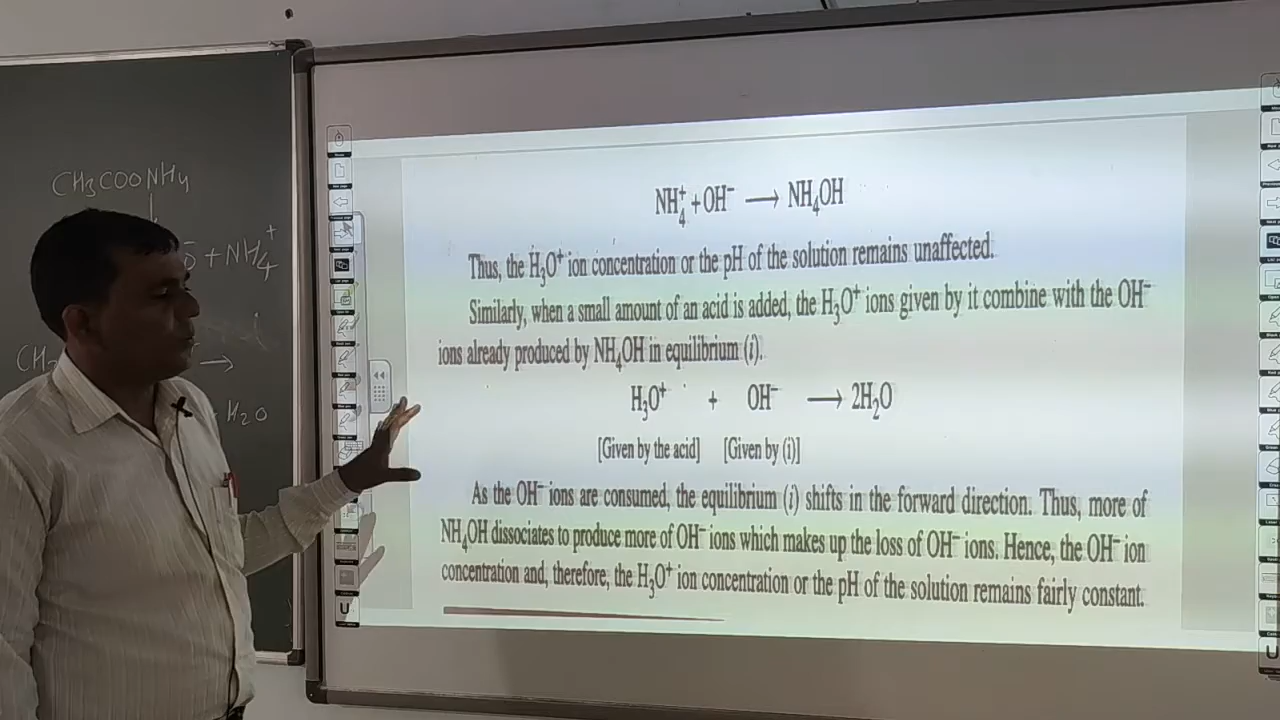 CH3COONH4
O⁻ + NH4⁺
CH3
→
H2O
NH₄⁺ + OH⁻ ⟶ NH₄OH
Thus, the H₃O⁺ ion concentration or the pH of the solution remains unaffected.
Similarly, when a small amount of an acid is added, the H₃O⁺ ions given by it combine with the OH⁻
ions already produced by NH₄OH in equilibrium (i).
H₃O⁺ + OH⁻ ⟶ 2H₂O
[Given by the acid] [Given by (i)]
As the OH⁻ ions are consumed, the equilibrium (i) shifts in the forward direction. Thus, more of
NH₄OH dissociates to produce more of OH⁻ ions which makes up the loss of OH⁻ ions. Hence, the OH⁻ ion
concentration and, therefore, the H₃O⁺ ion concentration or the pH of the solution remains fairly constant.